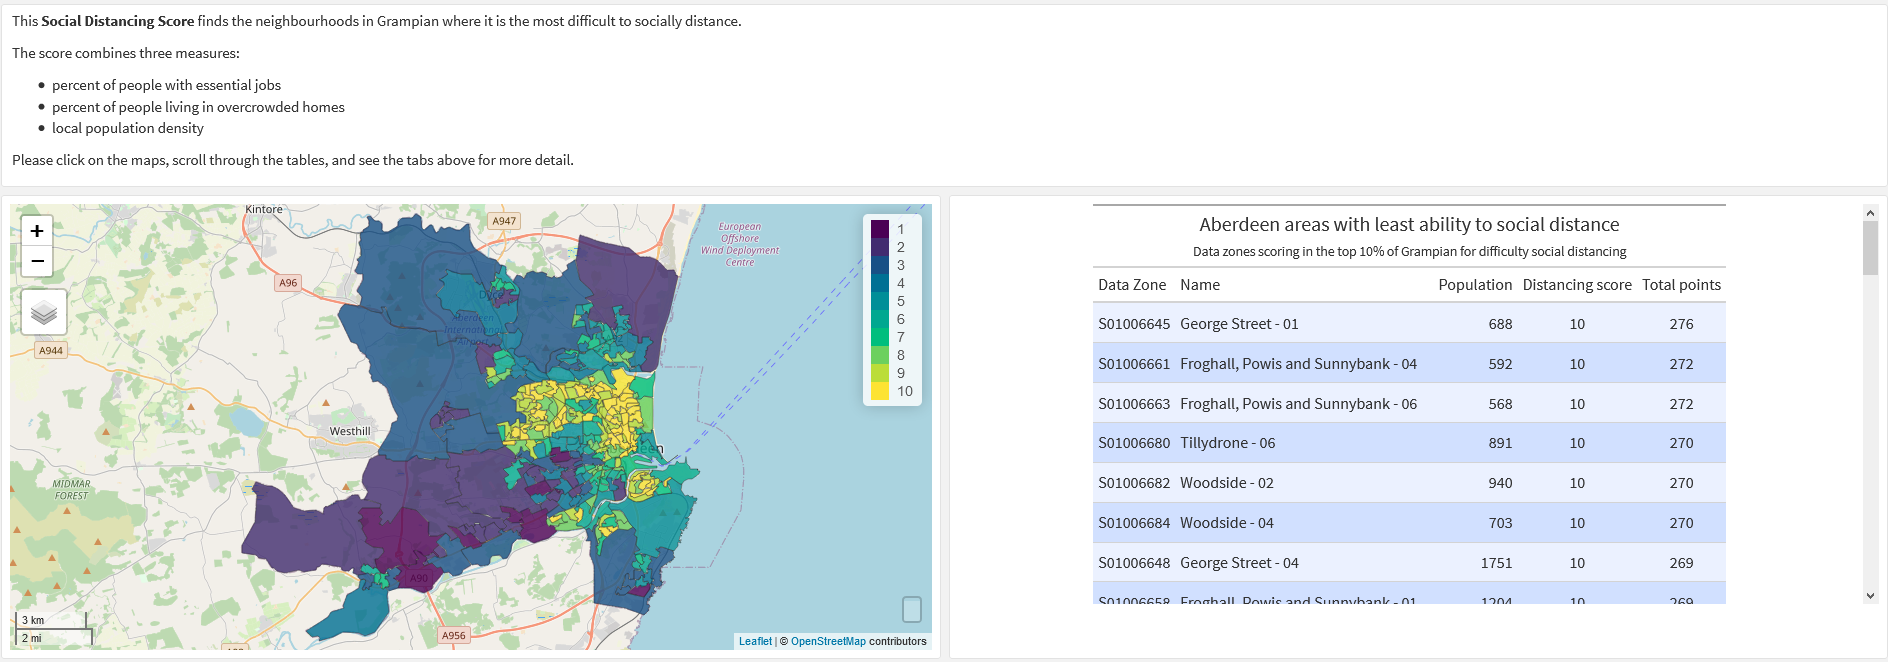 This Social Distancing Score finds the neighbourhoods in Grampian where it is the most difficult to socially distance.
The score combines three measures:
• percent of people with essential jobs
• percent of people living in overcrowded homes
• local population density
Please click on the maps, scroll through the tables, and see the tabs above for more detail.
Kintore
A947
European
Offshore
Wind Deployment
Centre
+
−
A96
Dyce
Aberdeen
International
Airport
A944
Westhill
MIDMAR
FOREST
A90
A956
3 km
2 mi
1
2
3
4
5
6
7
8
9
10
Leaflet | © OpenStreetMap contributors
Aberdeen areas with least ability to social distance
Data zones scoring in the top 10% of Grampian for difficulty social distancing
Data Zone Name Population Distancing score Total points
S01006645 George Street - 01 688 10 276
S01006661 Froghall, Powis and Sunnybank - 04 592 10 272
S01006663 Froghall, Powis and Sunnybank - 06 568 10 272
S01006680 Tillydrone - 06 891 10 270
S01006682 Woodside - 02 940 10 270
S01006684 Woodside - 04 703 10 270
S01006648 George Street - 04 1751 10 269
S01006658 Froghall, Powis and Sunnybank - 01 1204 10 269